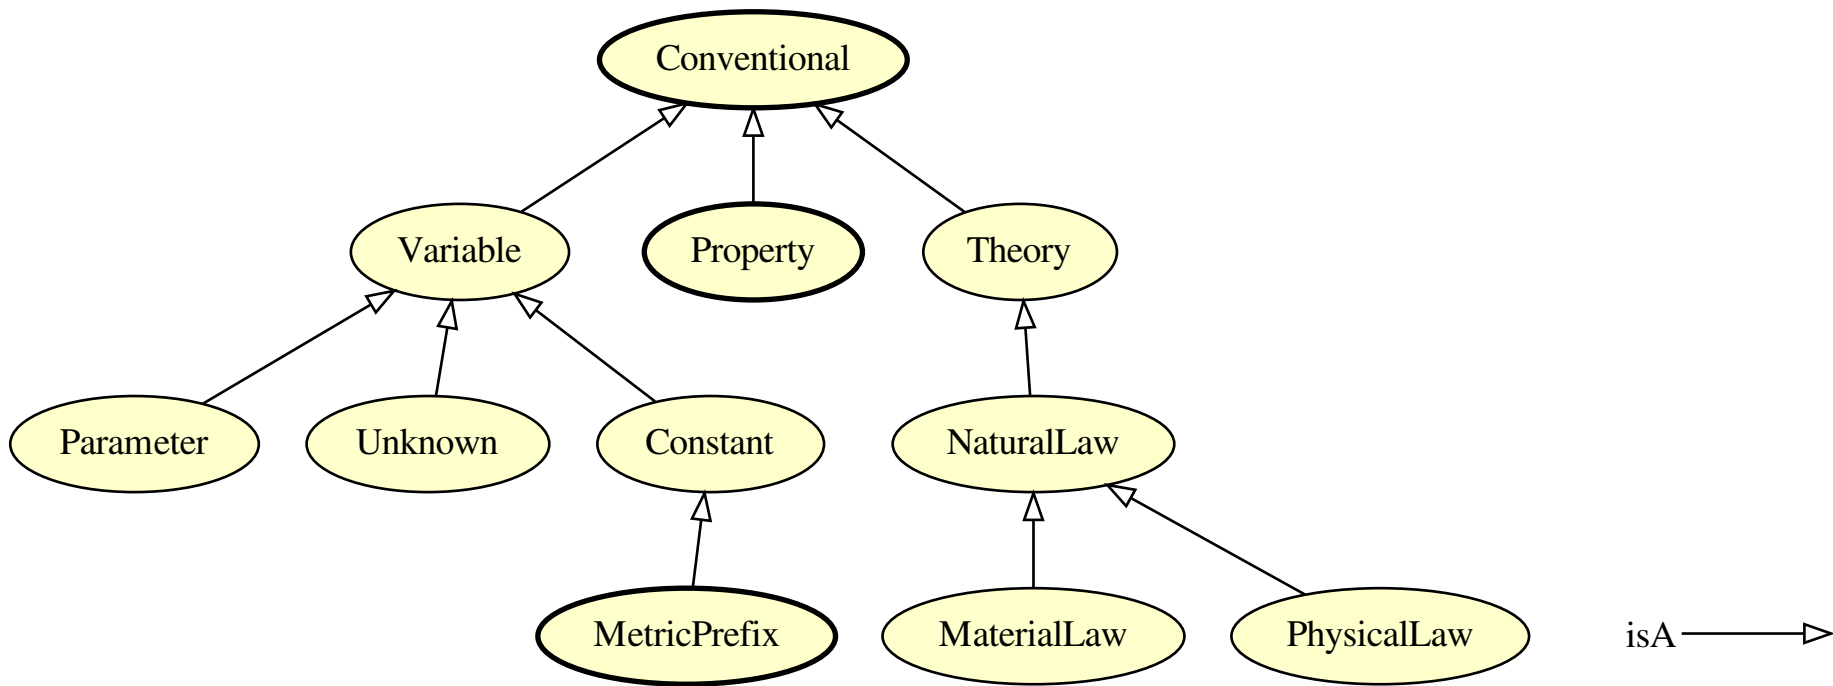 Conventional
Variable
Property
Theory
Parameter
Unknown
Constant
NaturalLaw
MetricPrefix
MaterialLaw
PhysicalLaw
isA